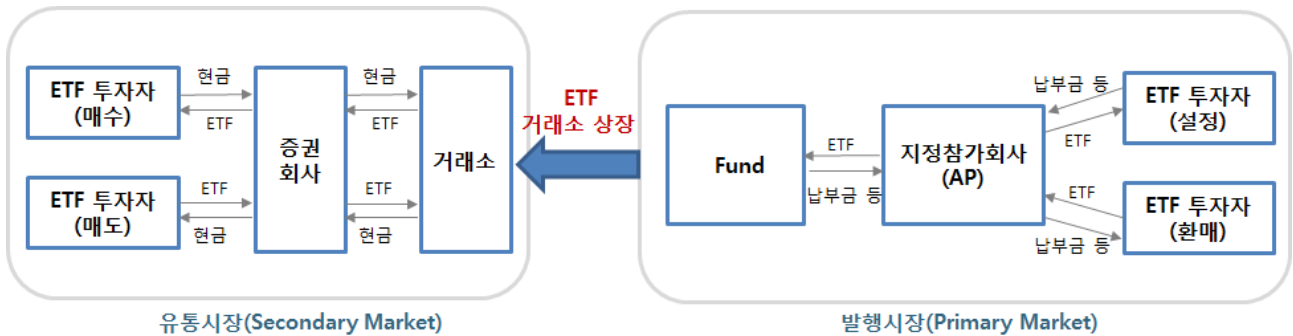 ETF 투자자
(매수)
현금
ETF
ETF 투자자
(매도)
ETF
현금
증권
회사
현금
ETF
ETF
현금
거래소
ETF
거래소 상장
Fund
ETF
납부금 등
지정참가회사
(AP)
납부금 등
ETF
ETF 투자자
(설정)
ETF
납부금 등
ETF 투자자
(환매)
유통시장(Secondary Market)
발행시장(Primary Market)